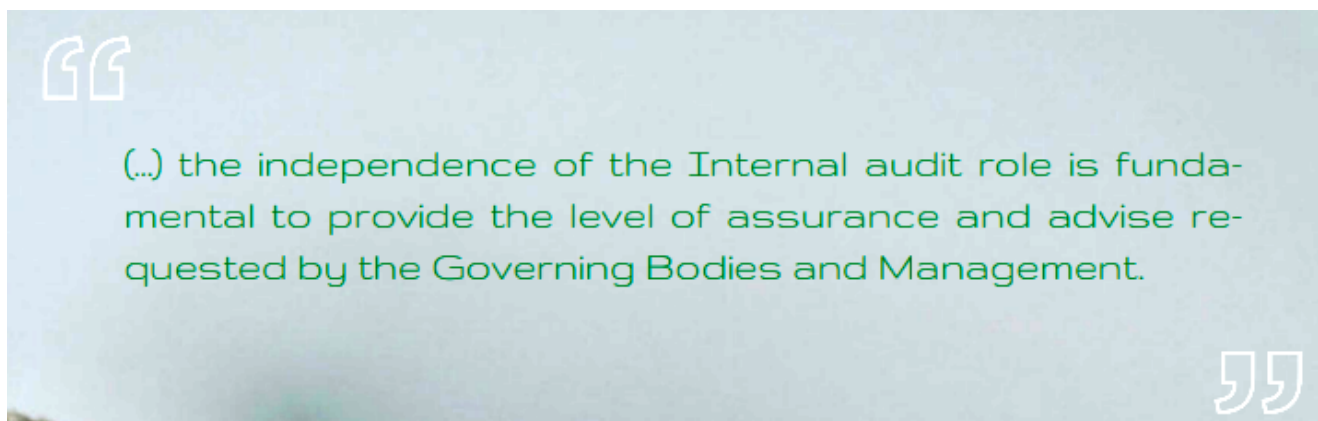 (...) the independence of the Internal audit role is funda-
mental to provide the level of assurance and advise re-
quested by the Governing Bodies and Management.